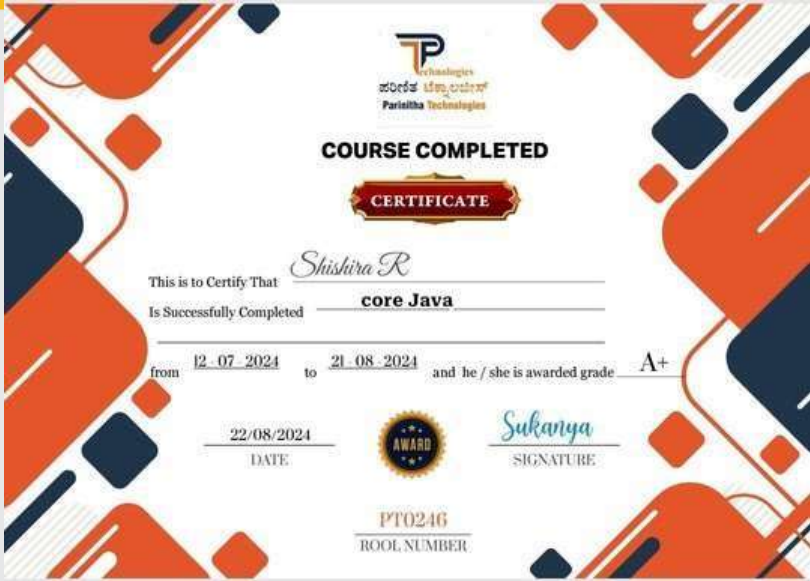 TP
echnologies
ಪರಿಣಿತ ಟೆಕ್ನಾಲಜೀಸ್
Parinitha Technologies
COURSE COMPLETED
CERTIFICATE
This is to Certify That Shishira R
Is Successfully Completed core Java
from 12-07-2024 to 21-08-2024 and he / she is awarded grade A+
22/08/2024 AWARD Sukanya
DATE SIGNATURE
PT0246
ROOL NUMBER